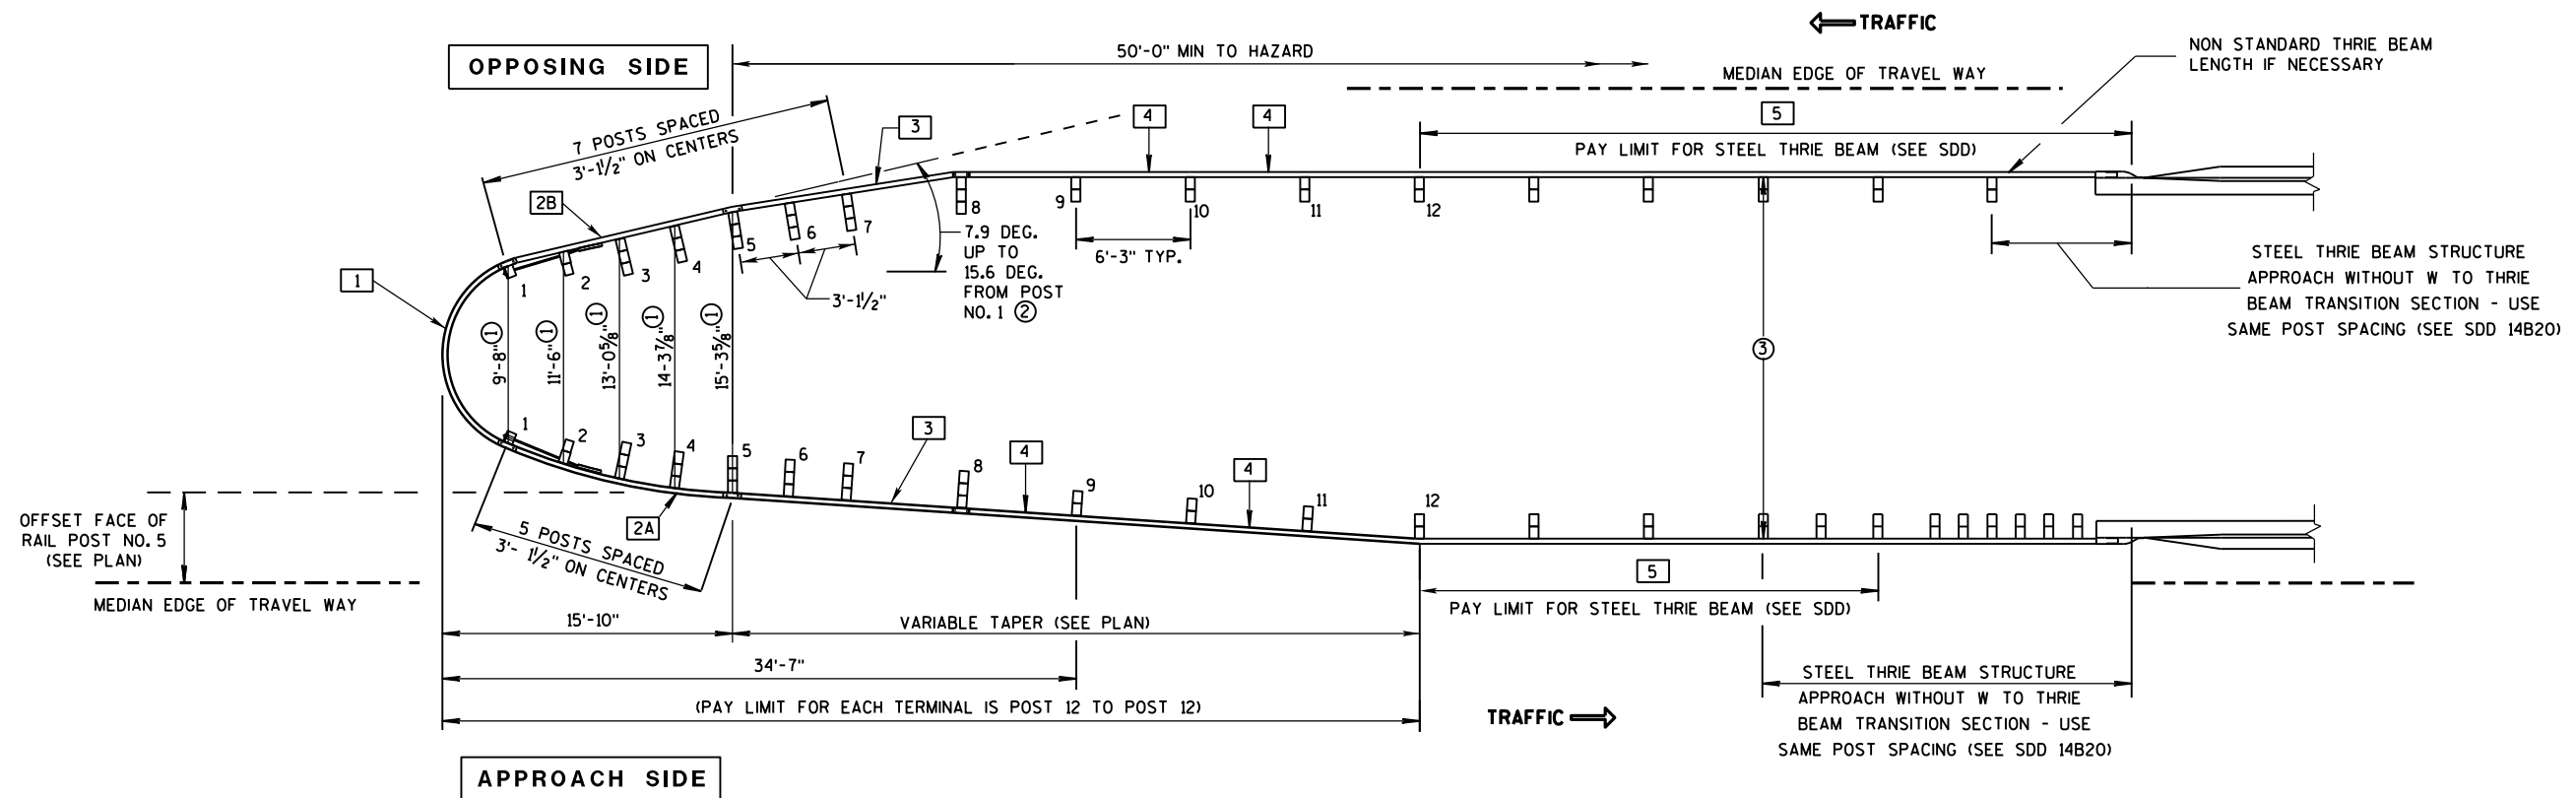 TRAFFIC
50'-0" MIN TO HAZARD
NON STANDARD THRIE BEAM
LENGTH IF NECESSARY
OPPOSING SIDE
MEDIAN EDGE OF TRAVEL WAY
7 POSTS SPACED
3'-1½" ON CENTERS
3
4
4
5
PAY LIMIT FOR STEEL THRIE BEAM (SEE SDD)
2B
1
2
3
4
5
6
7
8
9
10
11
12
3'-1½"
7.9 DEG.
UP TO
15.6 DEG.
FROM POST
NO. 1 ②
6'-3" TYP.
STEEL THRIE BEAM STRUCTURE
APPROACH WITHOUT W TO THRIE
BEAM TRANSITION SECTION - USE
SAME POST SPACING (SEE SDD 14B20)
1
9'-8" ①
11'-6" ①
13'-0⅝" ①
14'-3⅞" ①
15'-3⅝" ①
③
1
2
3
4
5
6
7
8
9
10
11
12
3
4
4
2A
5 POSTS SPACED
3'- 1½" ON CENTERS
OFFSET FACE OF
RAIL POST NO. 5
(SEE PLAN)
MEDIAN EDGE OF TRAVEL WAY
5
PAY LIMIT FOR STEEL THRIE BEAM (SEE SDD)
15'-10"
VARIABLE TAPER (SEE PLAN)
34'-7"
(PAY LIMIT FOR EACH TERMINAL IS POST 12 TO POST 12)
TRAFFIC
STEEL THRIE BEAM STRUCTURE
APPROACH WITHOUT W TO THRIE
BEAM TRANSITION SECTION - USE
SAME POST SPACING (SEE SDD 14B20)
APPROACH SIDE